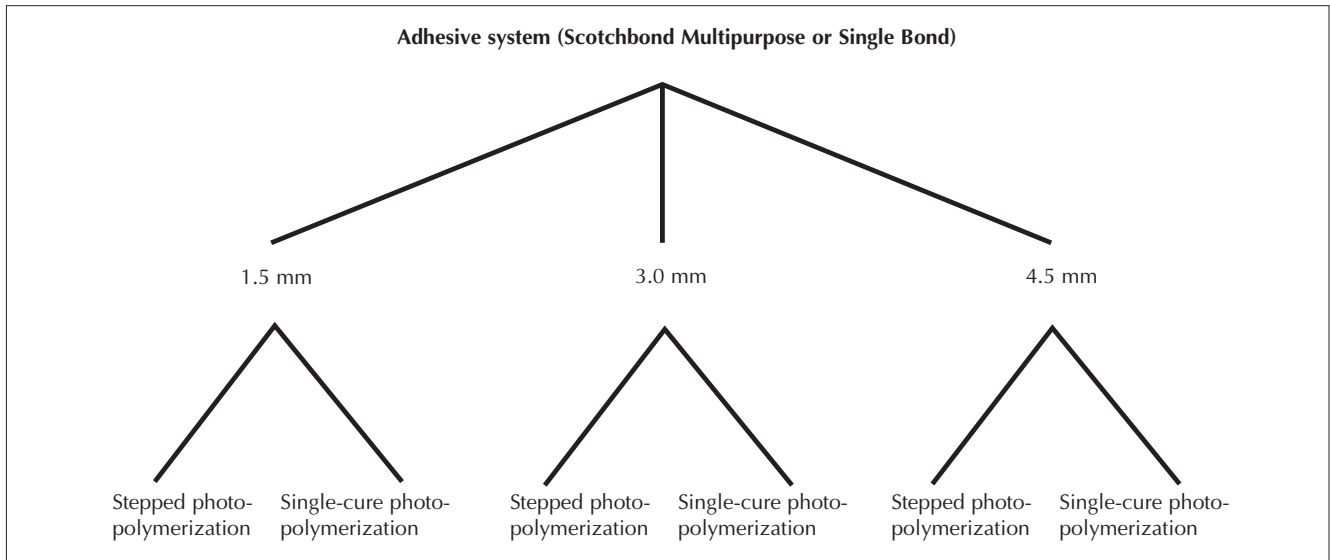 Adhesive system (Scotchbond Multipurpose or Single Bond)
1.5 mm
3.0 mm
4.5 mm
Stepped photo-
polymerization
Single-cure photo-
polymerization
Stepped photo-
polymerization
Single-cure photo-
polymerization
Stepped photo-
polymerization
Single-cure photo-
polymerization